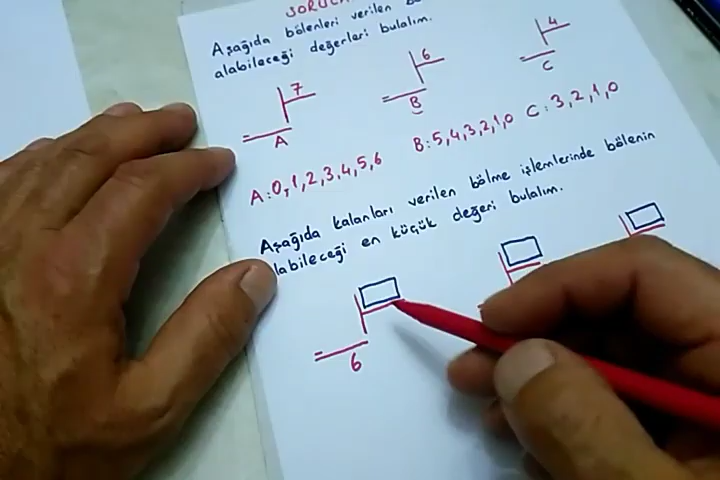 Aşağıda bölenleri verilen
alabileceği değerleri bulalım.
7 6 4
A B C
A: 0, 1, 2, 3, 4, 5, 6 B: 5, 4, 3, 2, 1, 0 C: 3, 2, 1, 0
Aşağıda kalanları verilen bölme işlemlerinde bölenin
alabileceği en küçük değeri bulalım.
6